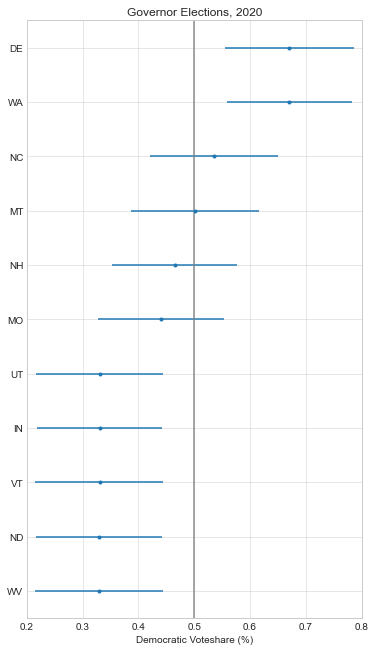 Governor Elections, 2020
DE
WA
NC
MT
NH
MO
UT
IN
VT
ND
WV
0.2 0.3 0.4 0.5 0.6 0.7 0.8
Democratic Voteshare (%)